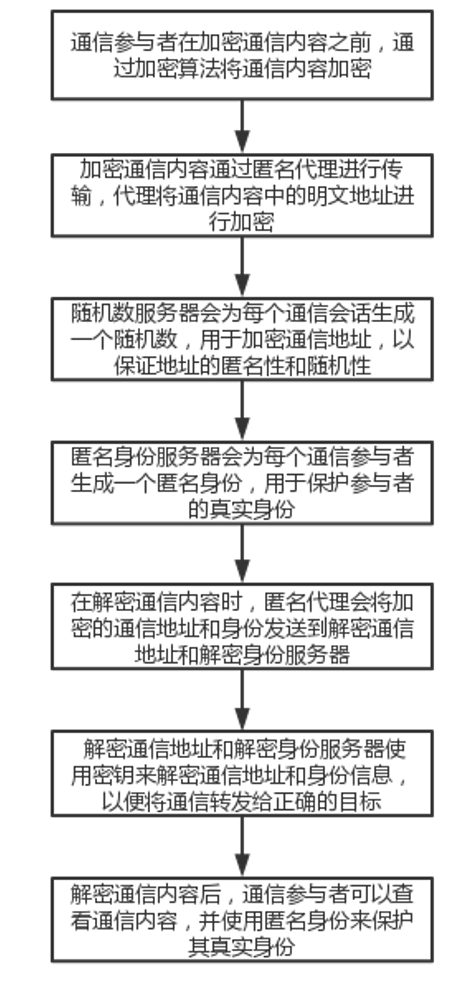 通信参与者在加密通信内容之前，通
过加密算法将通信内容加密
加密通信内容通过匿名代理进行传
输，代理将通信内容中的明文地址进
行加密
随机数服务器会为每个通信会话生成
一个随机数，用于加密通信地址，以
保证地址的匿名性和随机性
匿名身份服务器会为每个通信参与者
生成一个匿名身份，用于保护参与者
的真实身份
在解密通信内容时，匿名代理会将加
密的通信地址和身份发送到解密通信
地址和解密身份服务器
解密通信地址和解密身份服务器使
用密钥来解密通信地址和身份信息，
以便将通信转发给正确的目标
解密通信内容后，通信参与者可以查
看通信内容，并使用匿名身份来保护
其真实身份